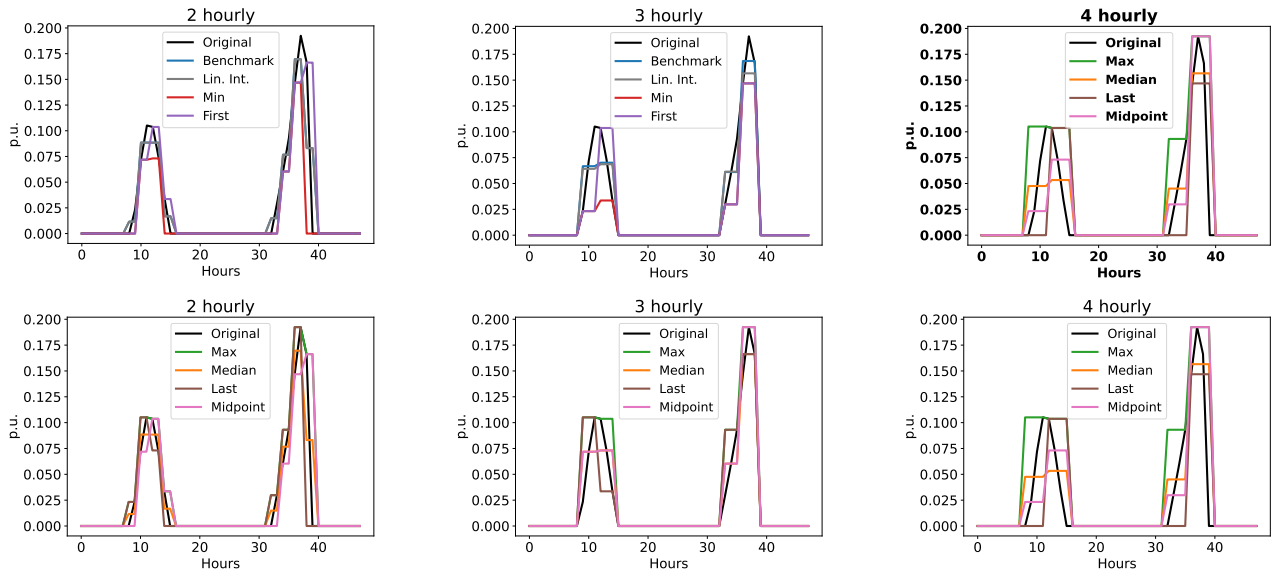 2 hourly
0.200
0.175
0.150
0.125
0.100
0.075
0.050
0.025
0.000
p.u.
Original
Benchmark
Lin. Int.
Min
First
0 10 20 30 40
Hours
3 hourly
0.200
0.175
0.150
0.125
0.100
0.075
0.050
0.025
0.000
p.u.
Original
Benchmark
Lin. Int.
Min
First
0 10 20 30 40
Hours
4 hourly
0.200
0.175
0.150
0.125
0.100
0.075
0.050
0.025
0.000
p.u.
Original
Max
Median
Last
Midpoint
0 10 20 30 40
Hours
2 hourly
0.200
0.175
0.150
0.125
0.100
0.075
0.050
0.025
0.000
p.u.
Original
Max
Median
Last
Midpoint
0 10 20 30 40
Hours
3 hourly
0.200
0.175
0.150
0.125
0.100
0.075
0.050
0.025
0.000
p.u.
Original
Max
Median
Last
Midpoint
0 10 20 30 40
Hours
4 hourly
0.200
0.175
0.150
0.125
0.100
0.075
0.050
0.025
0.000
p.u.
Original
Max
Median
Last
Midpoint
0 10 20 30 40
Hours